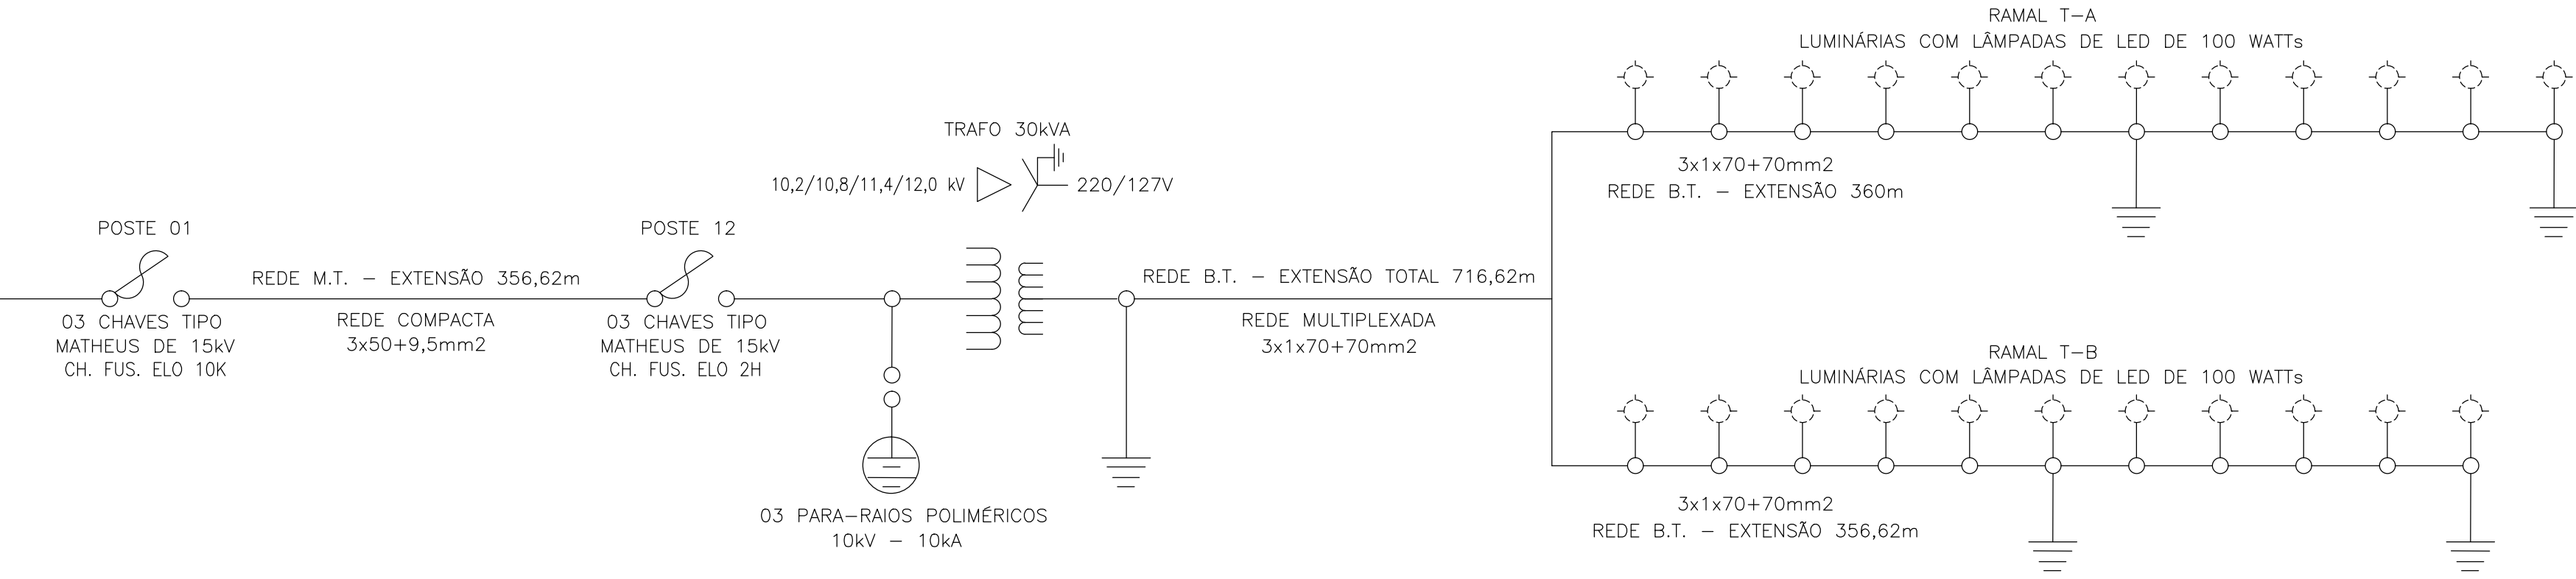 POSTE 01
REDE M.T. – EXTENSÃO 356,62m
03 CHAVES TIPO
MATHEUS DE 15kV
CH. FUS. ELO 10K
REDE COMPACTA
3x50+9,5mm2
POSTE 12
03 CHAVES TIPO
MATHEUS DE 15kV
CH. FUS. ELO 2H
TRAFO 30kVA
10,2/10,8/11,4/12,0 kV
220/127V
03 PARA–RAIOS POLIMÉRICOS
10kV – 10kA
REDE B.T. – EXTENSÃO TOTAL 716,62m
REDE MULTIPLEXADA
3x1x70+70mm2
RAMAL T–A
LUMINÁRIAS COM LÂMPADAS DE LED DE 100 WATTs
3x1x70+70mm2
REDE B.T. – EXTENSÃO 360m
RAMAL T–B
LUMINÁRIAS COM LÂMPADAS DE LED DE 100 WATTs
3x1x70+70mm2
REDE B.T. – EXTENSÃO 356,62m